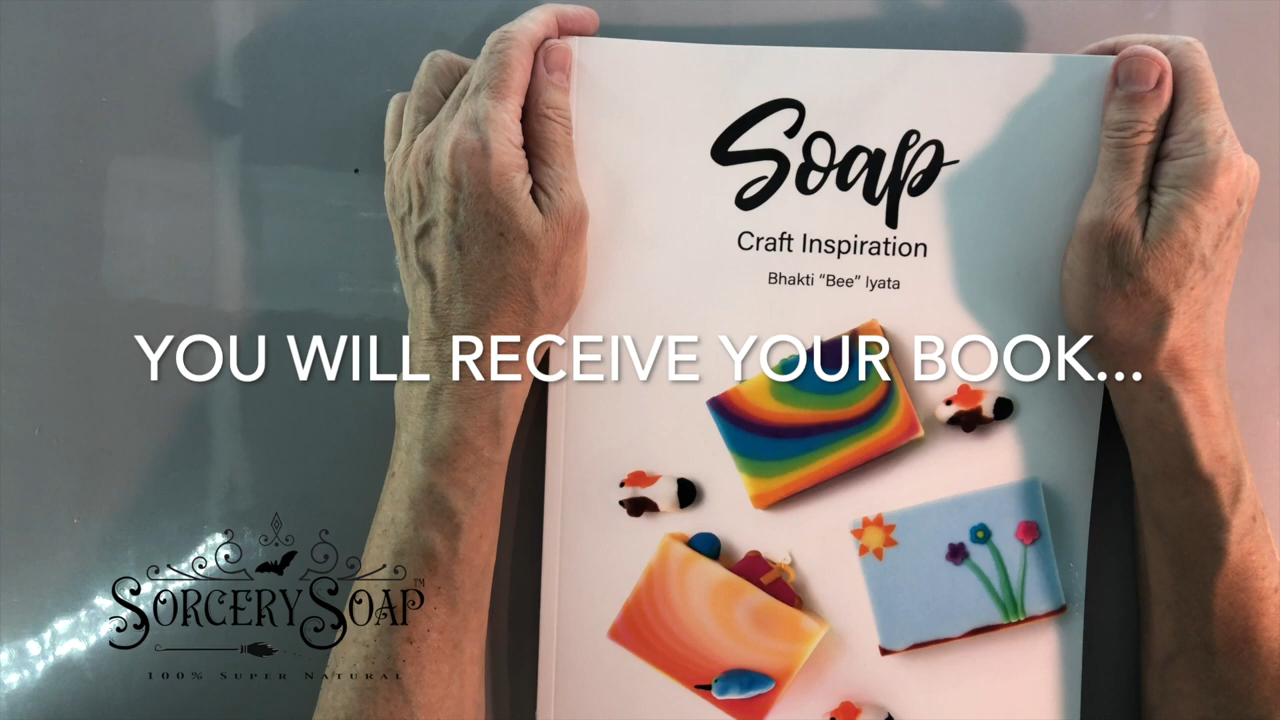 Soap
Craft Inspiration
Bhakti “Bee” Iyata
YOU WILL RECEIVE YOUR BOOK...
SORCERY SOAP™
100% SUPER NATURAL